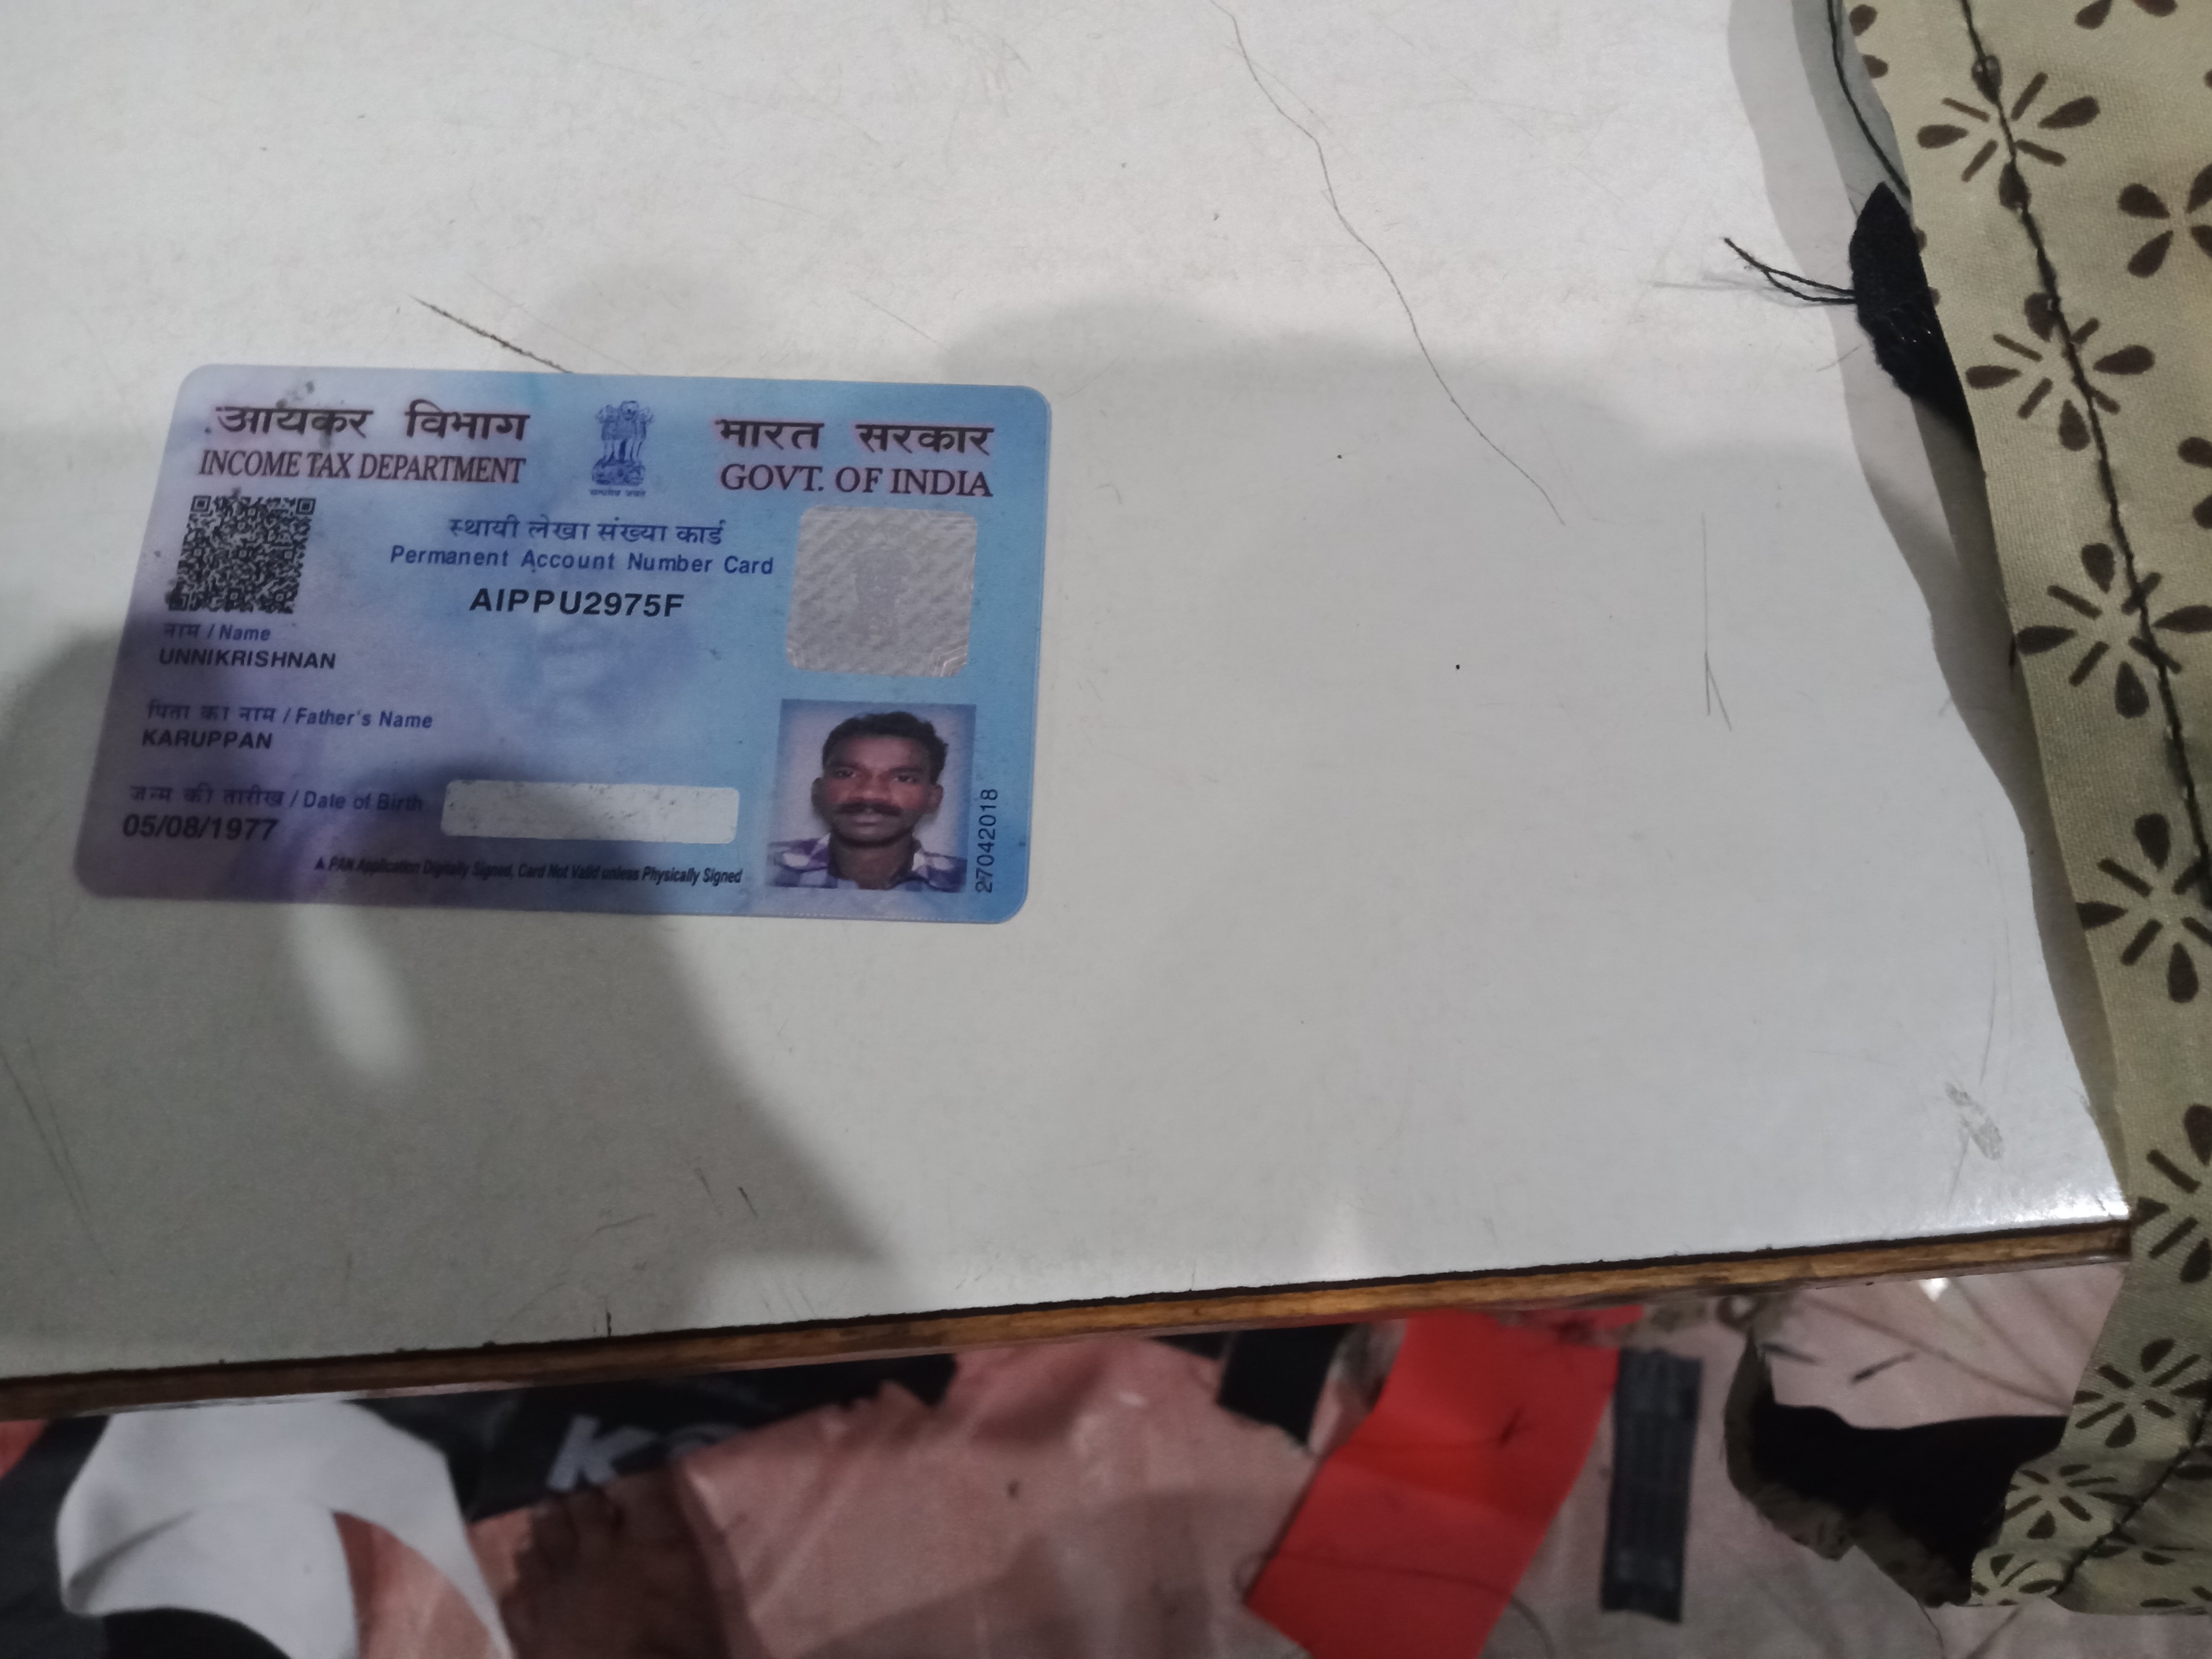 आयकर विभाग
INCOME TAX DEPARTMENT
सत्यमेव जयते
भारत सरकार
GOVT. OF INDIA
स्थायी लेखा संख्या कार्ड
Permanent Account Number Card
AIPPU2975F
नाम / Name
UNNIKRISHNAN
पिता का नाम / Father's Name
KARUPPAN
जन्म की तारीख / Date of Birth
05/08/1977
PAN Application Digitally Signed, Card Not Valid unless Physically Signed
27042018